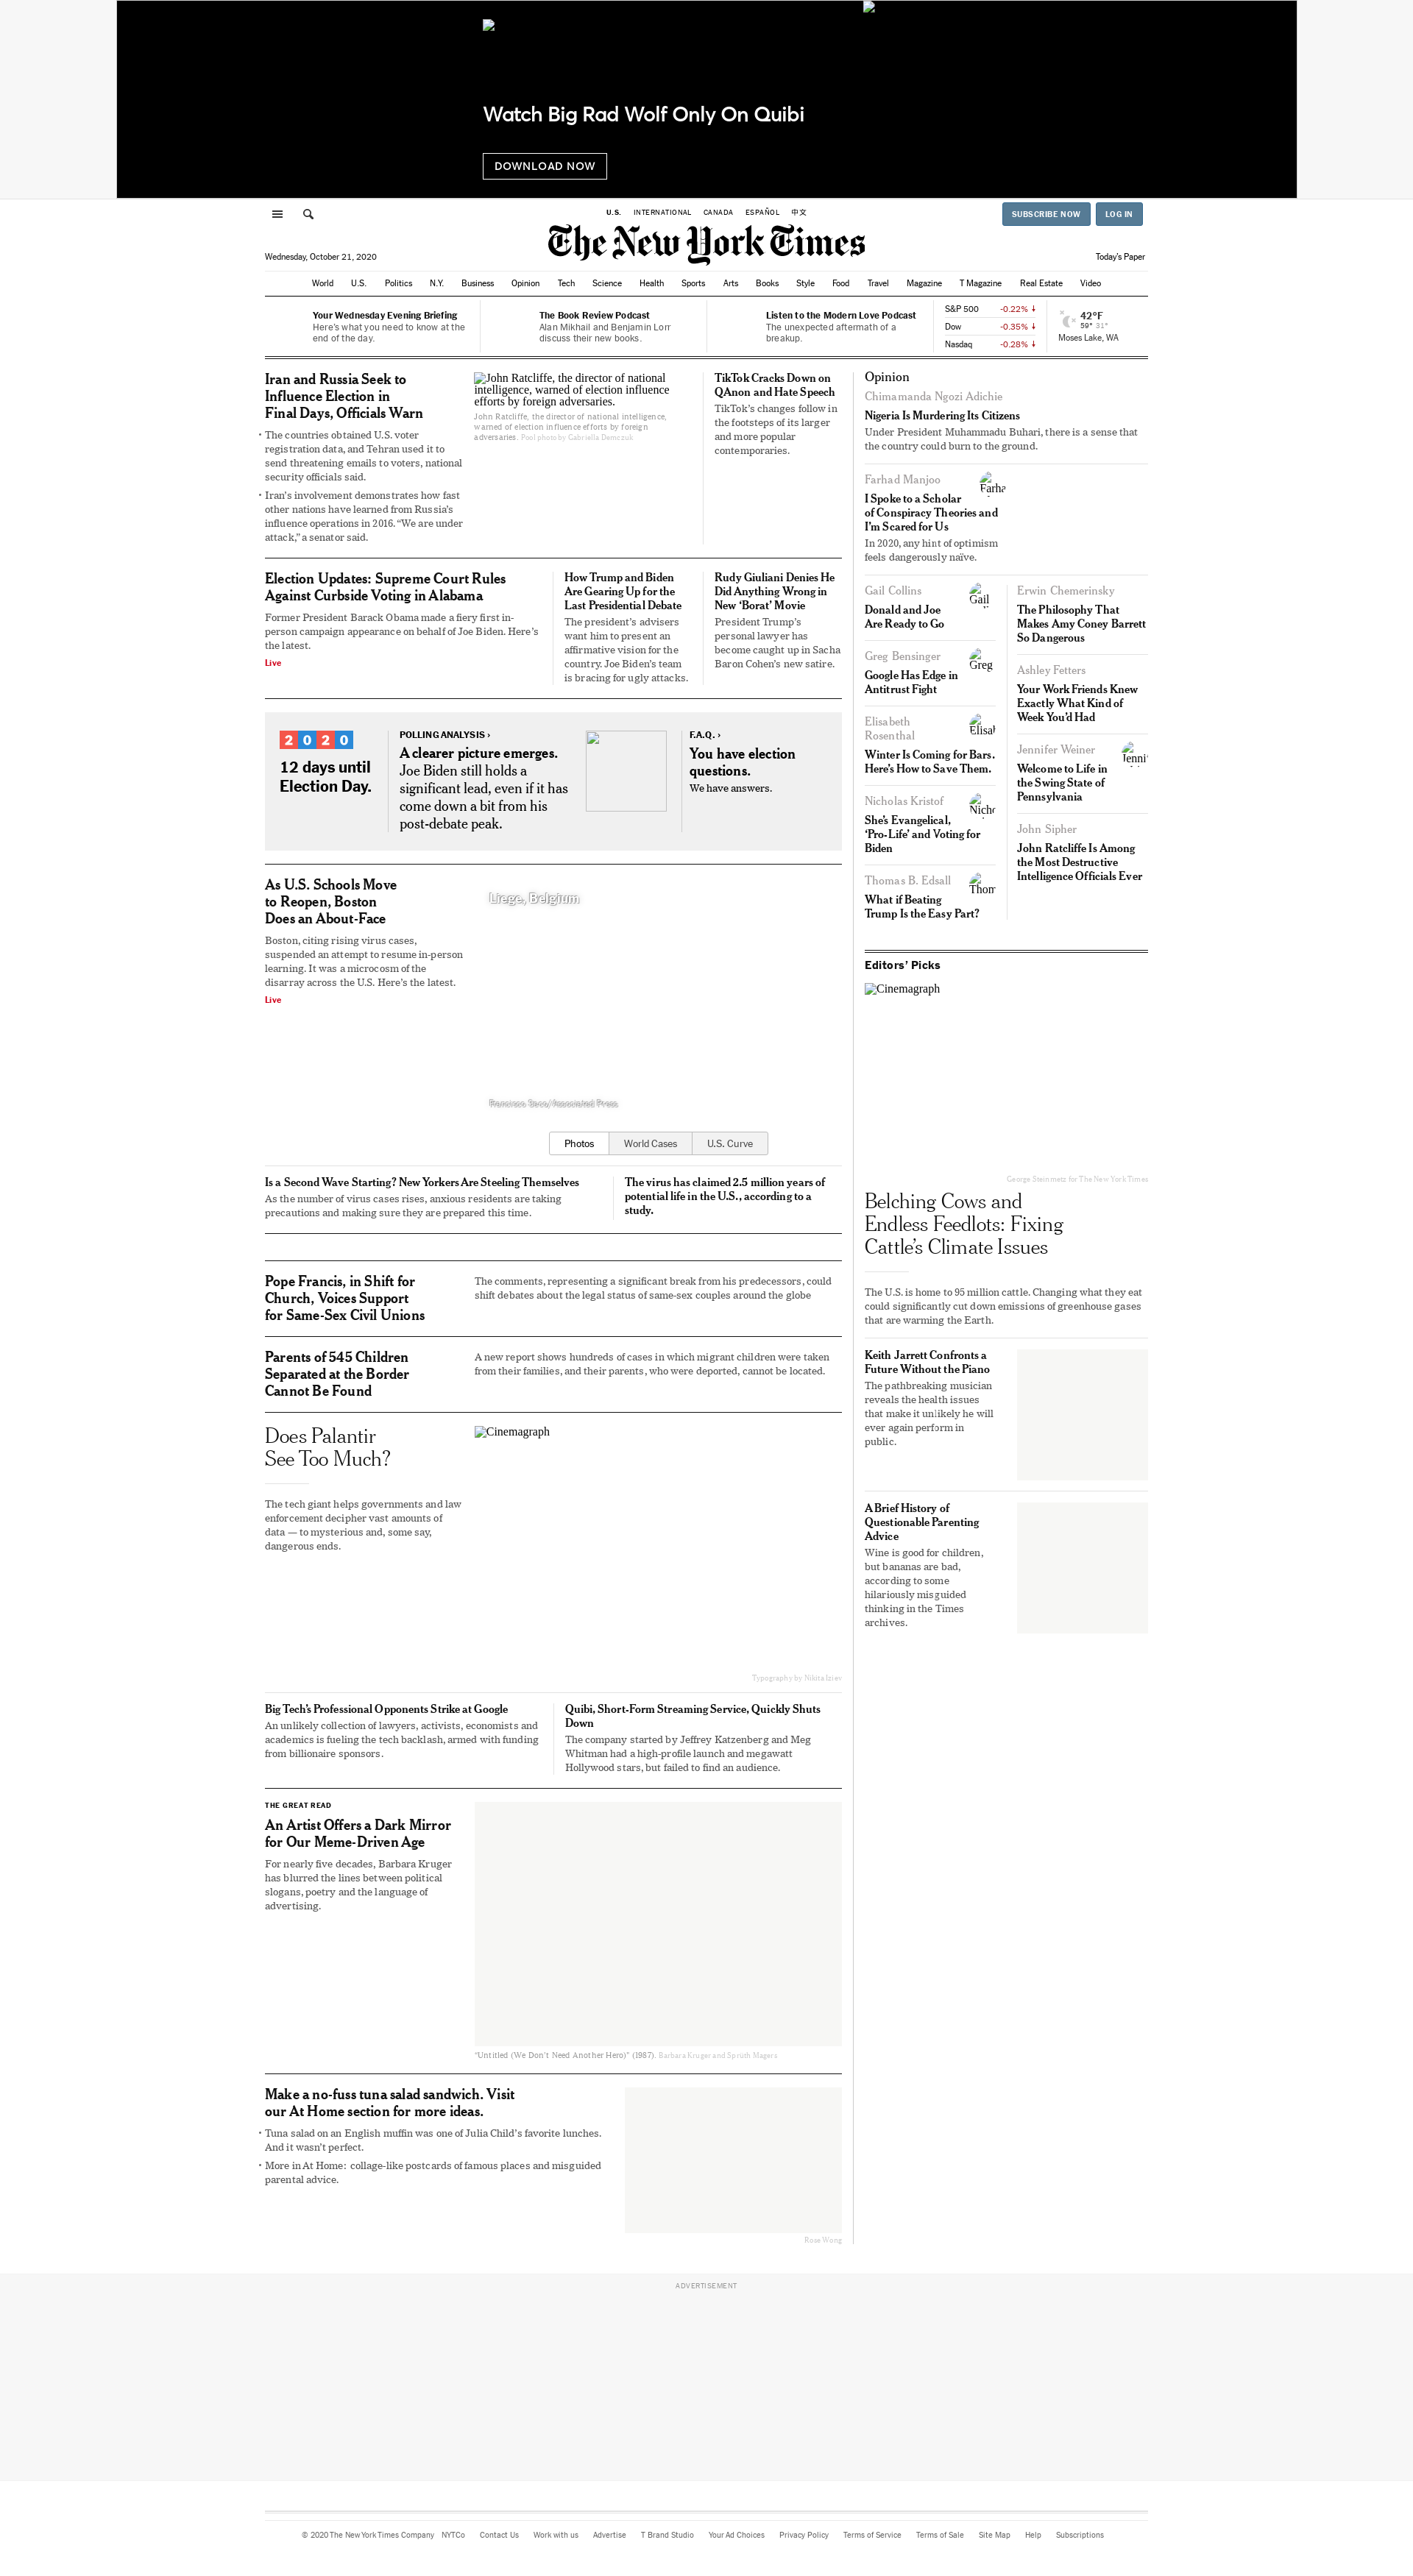 Watch Big Rad Wolf Only On Quibi
DOWNLOAD NOW
U.S. INTERNATIONAL CANADA ESPAÑOL 中文
SUBSCRIBE NOW LOG IN
The New York Times
Wednesday, October 21, 2020
Today's Paper
World U.S. Politics N.Y. Business Opinion Tech Science Health Sports Arts Books Style Food Travel Magazine T Magazine Real Estate Video
Your Wednesday Evening Briefing
Here's what you need to know at the
end of the day.
The Book Review Podcast
Alan Mikhail and Benjamin Lorr
discuss their new books.
Listen to the Modern Love Podcast
The unexpected aftermath of a
breakup.
S&P 500 -0.22% ↓
Dow -0.35% ↓
Nasdaq -0.28% ↓
42°F
59° 31°
Moses Lake, WA
Iran and Russia Seek to
Influence Election in
Final Days, Officials Warn
• The countries obtained U.S. voter
registration data, and Tehran used it to
send threatening emails to voters, national
security officials said.
• Iran's involvement demonstrates how fast
other nations have learned from Russia's
influence operations in 2016. “We are under
attack,” a senator said.
John Ratcliffe, the director of national
intelligence, warned of election influence
efforts by foreign adversaries.
John Ratcliffe, the director of national intelligence,
warned of election influence efforts by foreign
adversaries. Pool photo by Gabriella Demczuk
TikTok Cracks Down on
QAnon and Hate Speech
TikTok's changes follow in
the footsteps of its larger
and more popular
contemporaries.
Election Updates: Supreme Court Rules
Against Curbside Voting in Alabama
Former President Barack Obama made a fiery first in-
person campaign appearance on behalf of Joe Biden. Here's
the latest.
Live
How Trump and Biden
Are Gearing Up for the
Last Presidential Debate
The president's advisers
want him to present an
affirmative vision for the
country. Joe Biden's team
is bracing for ugly attacks.
Rudy Giuliani Denies He
Did Anything Wrong in
New ‘Borat’ Movie
President Trump's
personal lawyer has
become caught up in Sacha
Baron Cohen's new satire.
2020
12 days until
Election Day.
POLLING ANALYSIS ›
A clearer picture emerges.
Joe Biden still holds a
significant lead, even if it has
come down a bit from his
post-debate peak.
F.A.Q. ›
You have election
questions.
We have answers.
As U.S. Schools Move
to Reopen, Boston
Does an About-Face
Boston, citing rising virus cases,
suspended an attempt to resume in-person
learning. It was a microcosm of the
disarray across the U.S. Here's the latest.
Live
Liege, Belgium
Francisco Seco/Associated Press
Photos World Cases U.S. Curve
Is a Second Wave Starting? New Yorkers Are Steeling Themselves
As the number of virus cases rises, anxious residents are taking
precautions and making sure they are prepared this time.
The virus has claimed 2.5 million years of
potential life in the U.S., according to a
study.
Pope Francis, in Shift for
Church, Voices Support
for Same-Sex Civil Unions
The comments, representing a significant break from his predecessors, could
shift debates about the legal status of same-sex couples around the globe
Parents of 545 Children
Separated at the Border
Cannot Be Found
A new report shows hundreds of cases in which migrant children were taken
from their families, and their parents, who were deported, cannot be located.
Does Palantir
See Too Much?
The tech giant helps governments and law
enforcement decipher vast amounts of
data — to mysterious and, some say,
dangerous ends.
Cinemagraph
Typography by Nikita Iziev
Big Tech's Professional Opponents Strike at Google
An unlikely collection of lawyers, activists, economists and
academics is fueling the tech backlash, armed with funding
from billionaire sponsors.
Quibi, Short-Form Streaming Service, Quickly Shuts
Down
The company started by Jeffrey Katzenberg and Meg
Whitman had a high-profile launch and megawatt
Hollywood stars, but failed to find an audience.
THE GREAT READ
An Artist Offers a Dark Mirror
for Our Meme-Driven Age
For nearly five decades, Barbara Kruger
has blurred the lines between political
slogans, poetry and the language of
advertising.
“Untitled (We Don't Need Another Hero)” (1987). Barbara Kruger and Sprüth Magers
Make a no-fuss tuna salad sandwich. Visit
our At Home section for more ideas.
• Tuna salad on an English muffin was one of Julia Child's favorite lunches.
And it wasn't perfect.
• More in At Home: collage-like postcards of famous places and misguided
parental advice.
Rose Wong
Opinion
Chimamanda Ngozi Adichie
Nigeria Is Murdering Its Citizens
Under President Muhammadu Buhari, there is a sense that
the country could burn to the ground.
Farhad Manjoo
I Spoke to a Scholar
of Conspiracy Theories and
I'm Scared for Us
In 2020, any hint of optimism
feels dangerously naïve.
Farha
Gail Collins
Donald and Joe
Are Ready to Go
Gail
Greg Bensinger
Google Has Edge in
Antitrust Fight
Greg
Elisabeth
Rosenthal
Winter Is Coming for Bars.
Here's How to Save Them.
Elisab
Nicholas Kristof
She's Evangelical,
‘Pro-Life’ and Voting for
Biden
Nicho
Thomas B. Edsall
What if Beating
Trump Is the Easy Part?
Thom
Erwin Chemerinsky
The Philosophy That
Makes Amy Coney Barrett
So Dangerous
Ashley Fetters
Your Work Friends Knew
Exactly What Kind of
Week You'd Had
Jennifer Weiner
Welcome to Life in
the Swing State of
Pennsylvania
Jennif
John Sipher
John Ratcliffe Is Among
the Most Destructive
Intelligence Officials Ever
Editors' Picks
Cinemagraph
George Steinmetz for The New York Times
Belching Cows and
Endless Feedlots: Fixing
Cattle's Climate Issues
The U.S. is home to 95 million cattle. Changing what they eat
could significantly cut down emissions of greenhouse gases
that are warming the Earth.
Keith Jarrett Confronts a
Future Without the Piano
The pathbreaking musician
reveals the health issues
that make it unlikely he will
ever again perform in
public.
A Brief History of
Questionable Parenting
Advice
Wine is good for children,
but bananas are bad,
according to some
hilariously misguided
thinking in the Times
archives.
ADVERTISEMENT
© 2020 The New York Times Company NYTCo Contact Us Work with us Advertise T Brand Studio Your Ad Choices Privacy Policy Terms of Service Terms of Sale Site Map Help Subscriptions